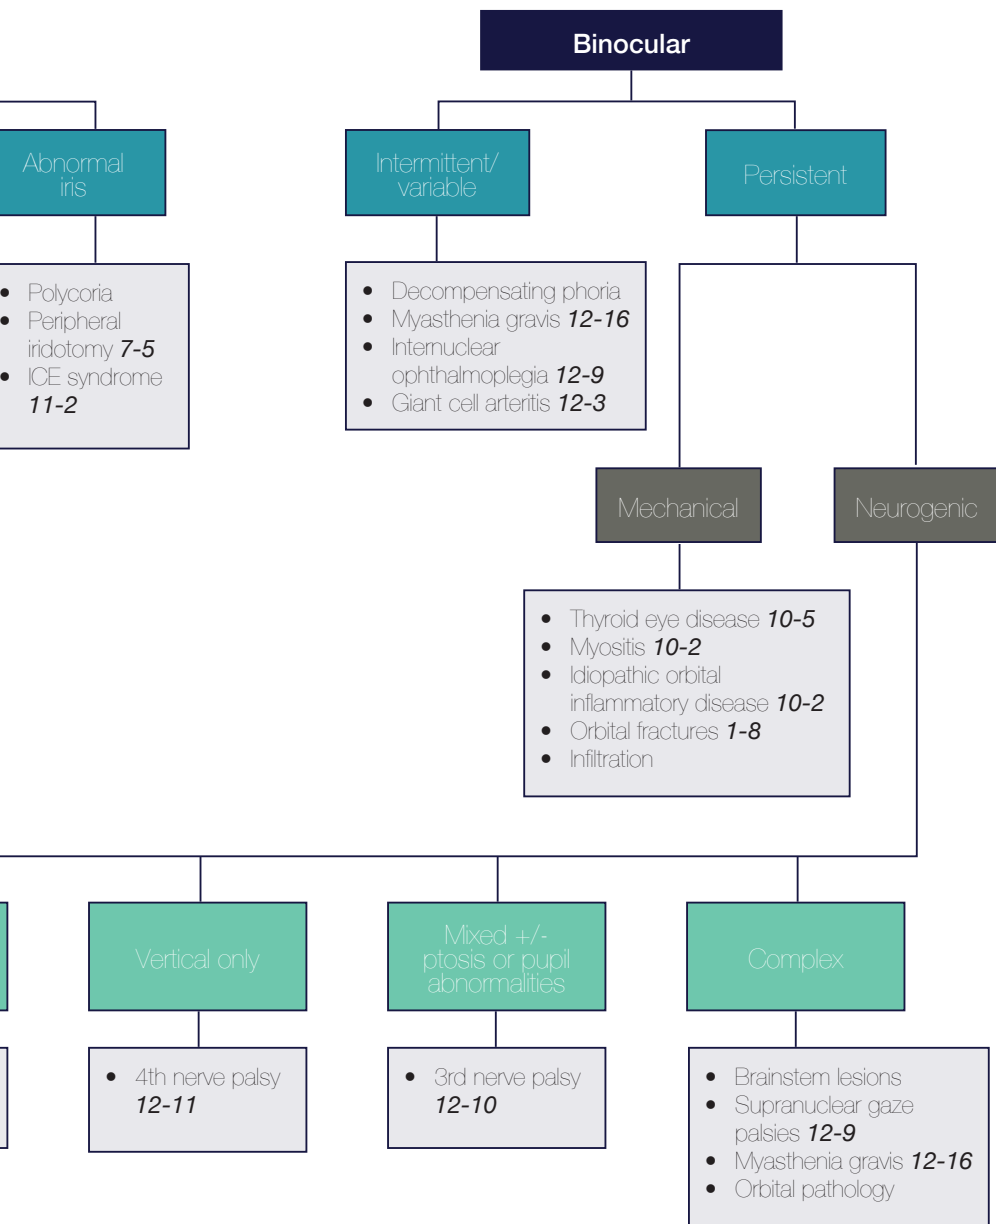 Binocular
Abnormal
iris
Intermittent/
variable
Persistent
• Polycoria
• Peripheral
iridotomy 7-5
• ICE syndrome
11-2
• Decompensating phoria
• Myasthenia gravis 12-16
• Internuclear
ophthalmoplegia 12-9
• Giant cell arteritis 12-3
Mechanical
Neurogenic
• Thyroid eye disease 10-5
• Myositis 10-2
• Idiopathic orbital
inflammatory disease 10-2
• Orbital fractures 1-8
• Infiltration
Vertical only
Mixed +/-
ptosis or pupil
abnormalities
Complex
• 4th nerve palsy
12-11
• 3rd nerve palsy
12-10
• Brainstem lesions
• Supranuclear gaze
palsies 12-9
• Myasthenia gravis 12-16
• Orbital pathology